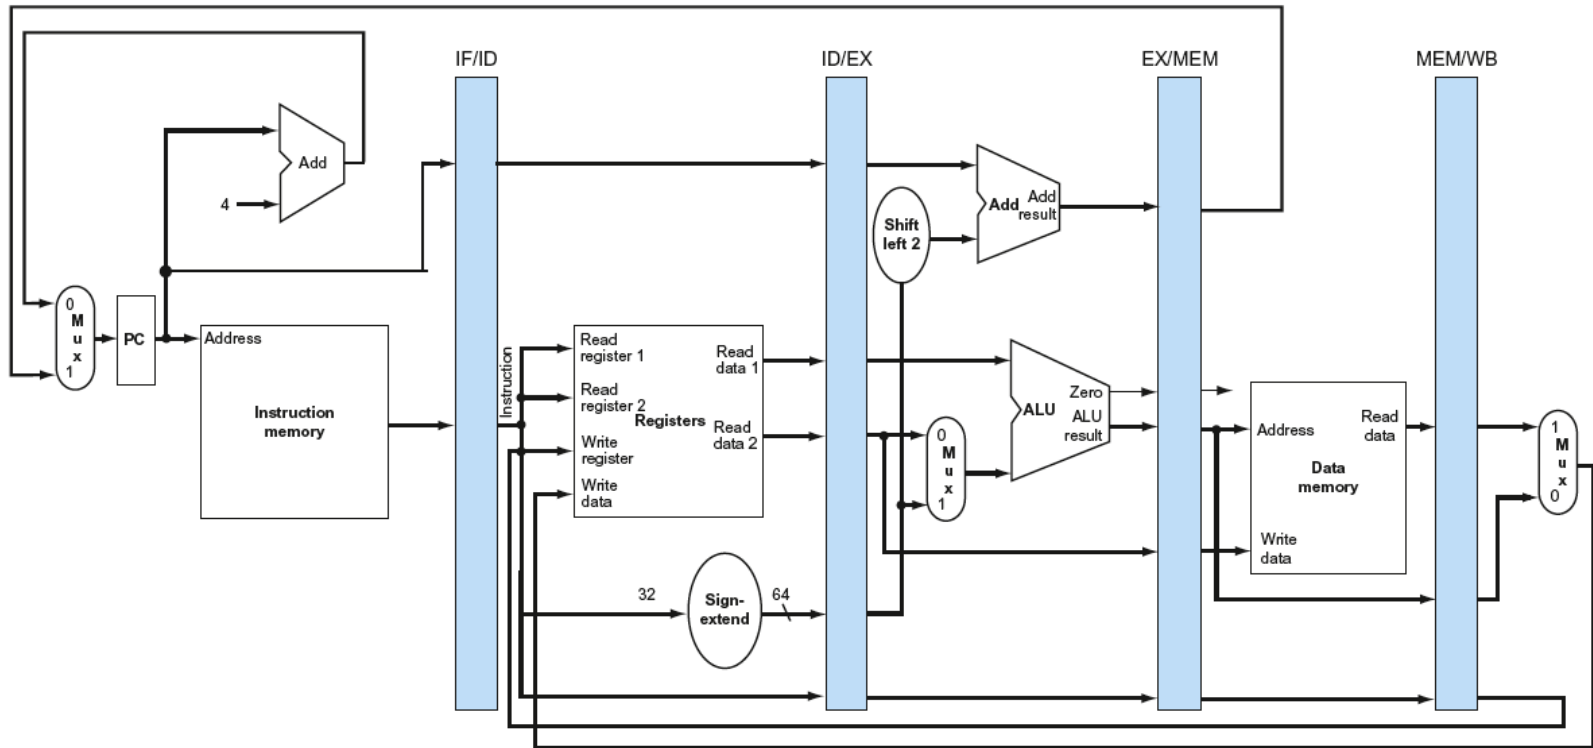 IF/ID
ID/EX
EX/MEM
MEM/WB
Add
4
0
M
u
x
1
PC
Address
Instruction
memory
Instruction
Read
register 1
Read
register 2
Write
register
Write
data
Registers
Read
data 1
Read
data 2
32
Sign-
extend
64
Shift
left 2
Add
Add
result
0
M
u
x
1
ALU
Zero
ALU
result
Address
Read
data
Data
memory
Write
data
1
M
u
x
0